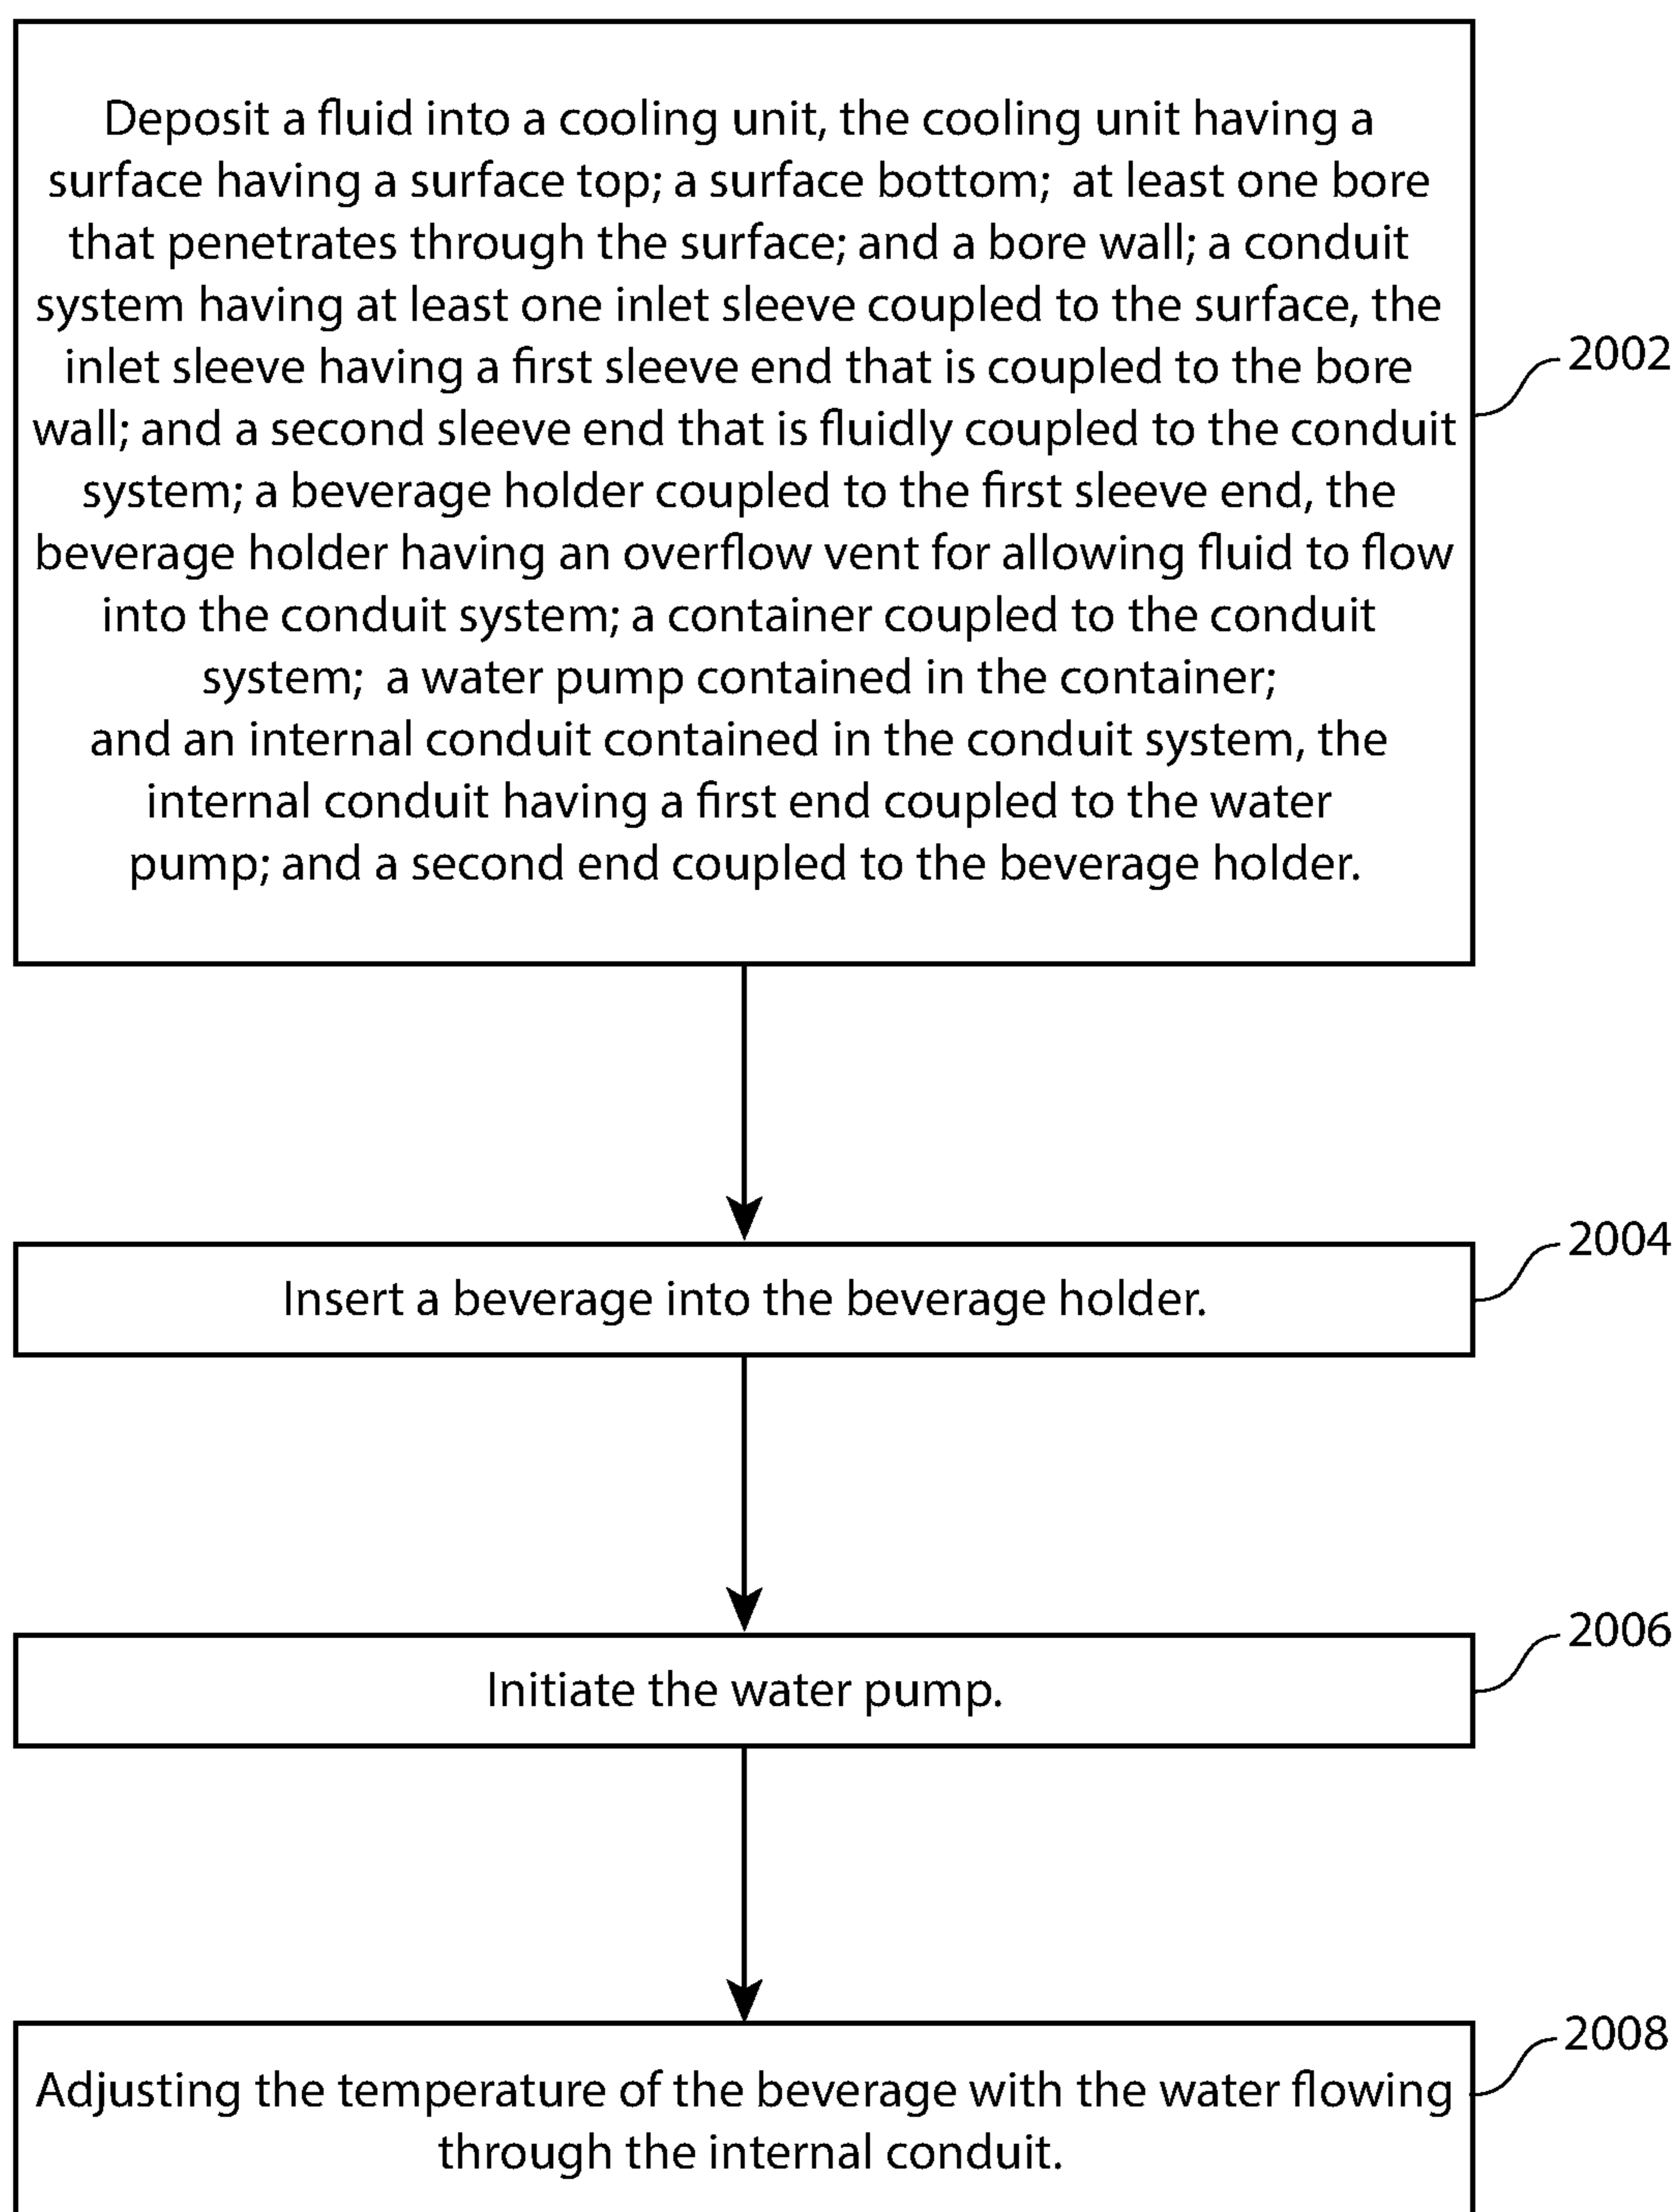 Deposit a fluid into a cooling unit, the cooling unit having a
surface having a surface top; a surface bottom; at least one bore
that penetrates through the surface; and a bore wall; a conduit
system having at least one inlet sleeve coupled to the surface, the
inlet sleeve having a first sleeve end that is coupled to the bore
wall; and a second sleeve end that is fluidly coupled to the conduit
system; a beverage holder coupled to the first sleeve end, the
beverage holder having an overflow vent for allowing fluid to flow
into the conduit system; a container coupled to the conduit
system; a water pump contained in the container;
and an internal conduit contained in the conduit system, the
internal conduit having a first end coupled to the water
pump; and a second end coupled to the beverage holder.
2002
Insert a beverage into the beverage holder.
2004
Initiate the water pump.
2006
Adjusting the temperature of the beverage with the water flowing
through the internal conduit.
2008